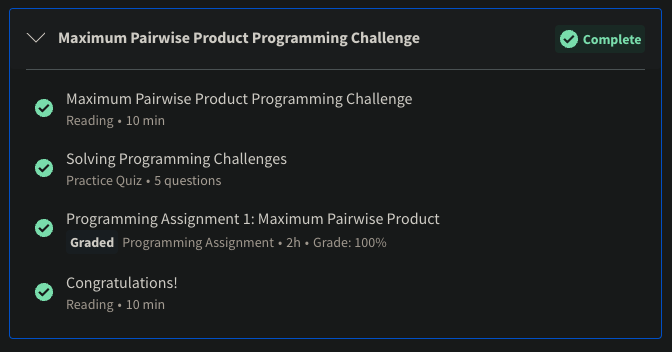 Maximum Pairwise Product Programming Challenge
Complete
Maximum Pairwise Product Programming Challenge
Reading • 10 min
Solving Programming Challenges
Practice Quiz • 5 questions
Programming Assignment 1: Maximum Pairwise Product
Graded Programming Assignment • 2h • Grade: 100%
Congratulations!
Reading • 10 min